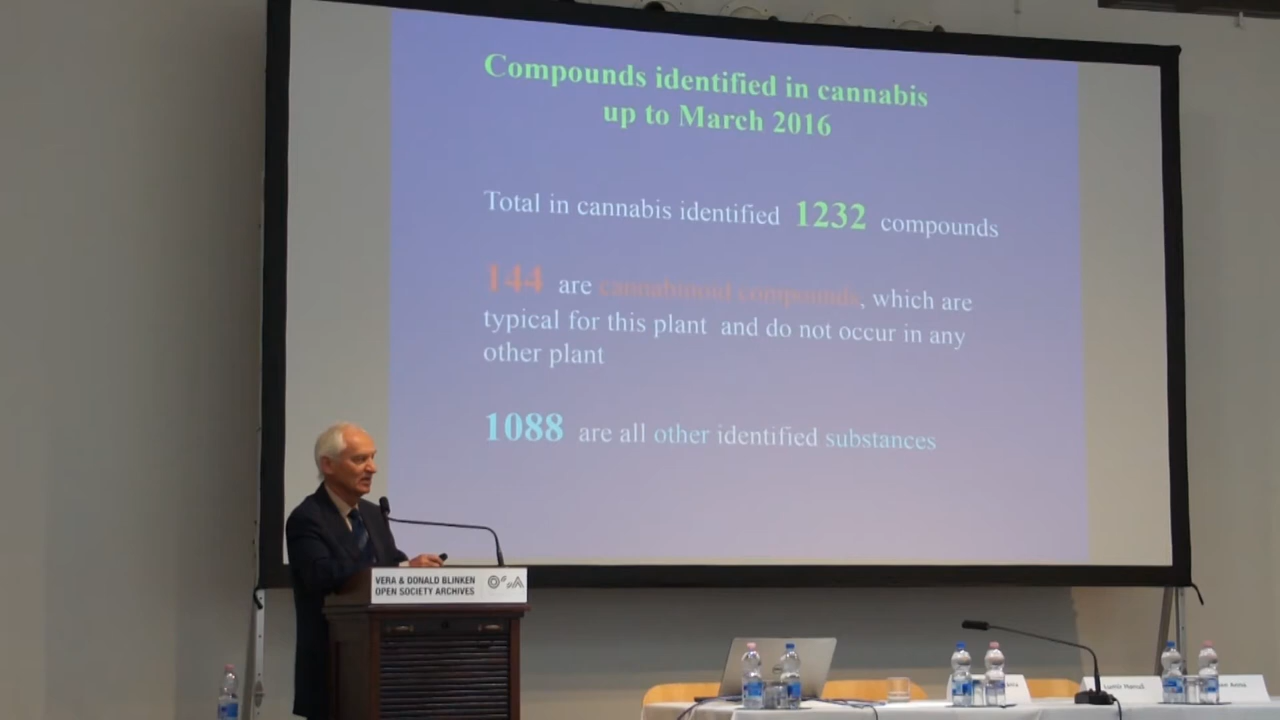 Compounds identified in cannabis
up to March 2016
Total in cannabis identified 1232 compounds
144 are cannabinoid compounds, which are
typical for this plant and do not occur in any
other plant
1088 are all other identified substances
VERA & DONALD BLINKEN
OPEN SOCIETY ARCHIVES